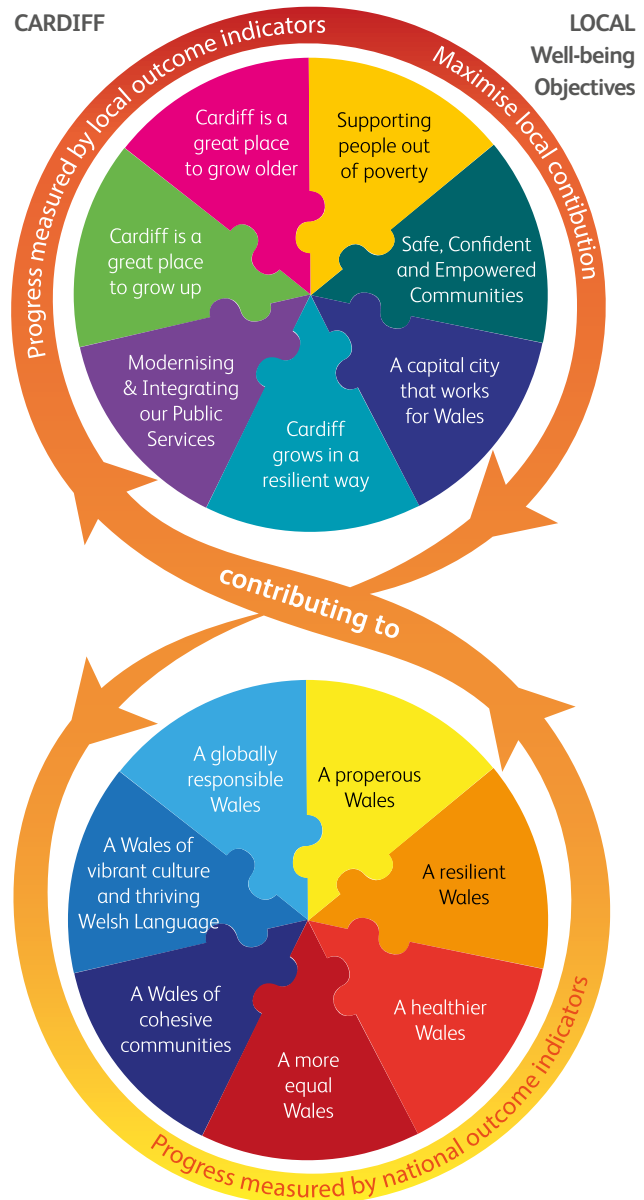 CARDIFF
LOCAL
Well-being
Objectives
Progress measured by local outcome indicators
Maximise local contibution
Cardiff is a
great place
to grow older
Supporting
people out
of poverty
Safe, Confident
and Empowered
Communities
A capital city
that works
for Wales
Cardiff
grows in a
resilient way
Modernising
& Integrating
our Public
Services
Cardiff is a
great place
to grow up
contributing to
A globally
responsible
Wales
A properous
Wales
A resilient
Wales
A healthier
Wales
A more
equal
Wales
A Wales of
cohesive
communities
A Wales of
vibrant culture
and thriving
Welsh Language
Progress measured by national outcome indicators